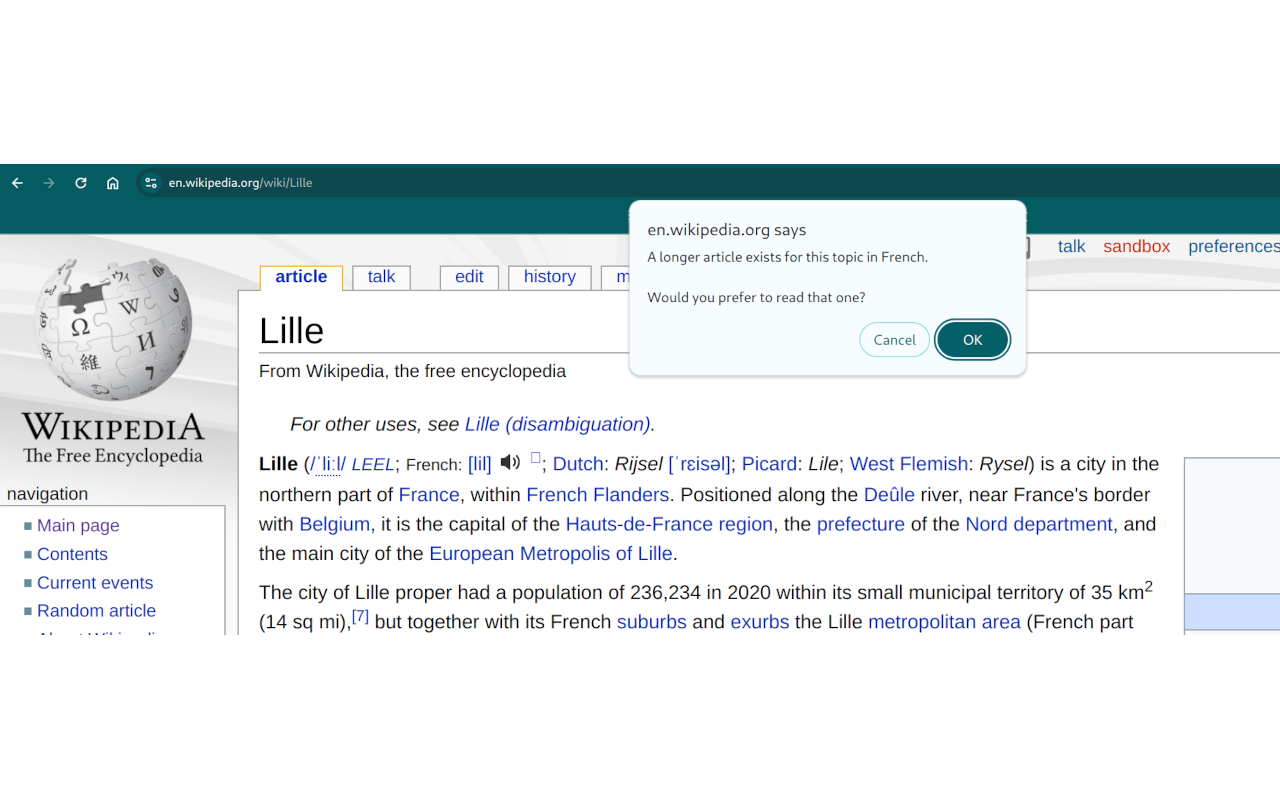 en.wikipedia.org/wiki/Lille
en.wikipedia.org says
A longer article exists for this topic in French.
Would you prefer to read that one?
Cancel OK
talk sandbox preferences
article talk edit history m
Lille
From Wikipedia, the free encyclopedia
For other uses, see Lille (disambiguation).
Lille (/ˈliːl/ LEEL; French: [lil] ; Dutch: Rijsel [ˈrɛisəl]; Picard: Lile; West Flemish: Rysel) is a city in the
northern part of France, within French Flanders. Positioned along the Deûle river, near France's border
with Belgium, it is the capital of the Hauts-de-France region, the prefecture of the Nord department, and
the main city of the European Metropolis of Lille.
The city of Lille proper had a population of 236,234 in 2020 within its small municipal territory of 35 km2
(14 sq mi),[7] but together with its French suburbs and exurbs the Lille metropolitan area (French part
Ω W И 維 7
WIKIPEDIA
The Free Encyclopedia
navigation
Main page
Contents
Current events
Random article